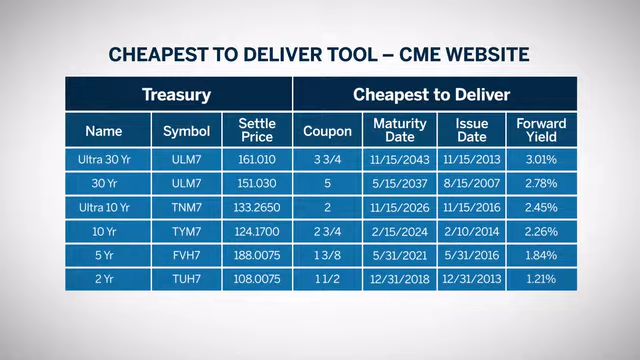 CHEAPEST TO DELIVER TOOL – CME WEBSITE
Treasury Cheapest to Deliver
Name Symbol Settle Price Coupon Maturity Date Issue Date Forward Yield
Ultra 30 Yr ULM7 161.010 3 3/4 11/15/2043 11/15/2013 3.01%
30 Yr ULM7 151.030 5 5/15/2037 8/15/2007 2.78%
Ultra 10 Yr TNM7 133.2650 2 11/15/2026 11/15/2016 2.45%
10 Yr TYM7 124.1700 2 3/4 2/15/2024 2/10/2014 2.26%
5 Yr FVH7 188.0075 1 3/8 5/31/2021 5/31/2016 1.84%
2 Yr TUH7 108.0075 1 1/2 12/31/2018 12/31/2013 1.21%